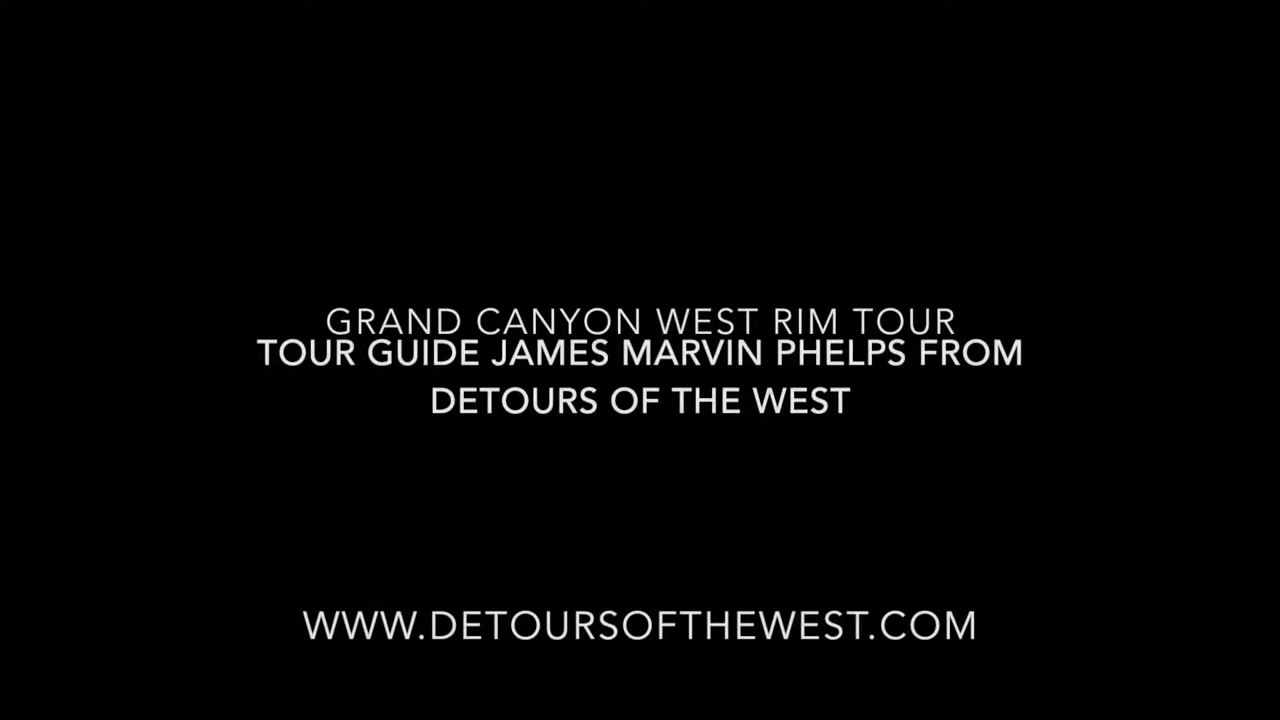 GRAND CANYON WEST RIM TOUR
TOUR GUIDE JAMES MARVIN PHELPS FROM
DETOURS OF THE WEST
WWW.DETOURSOFTHEWEST.COM